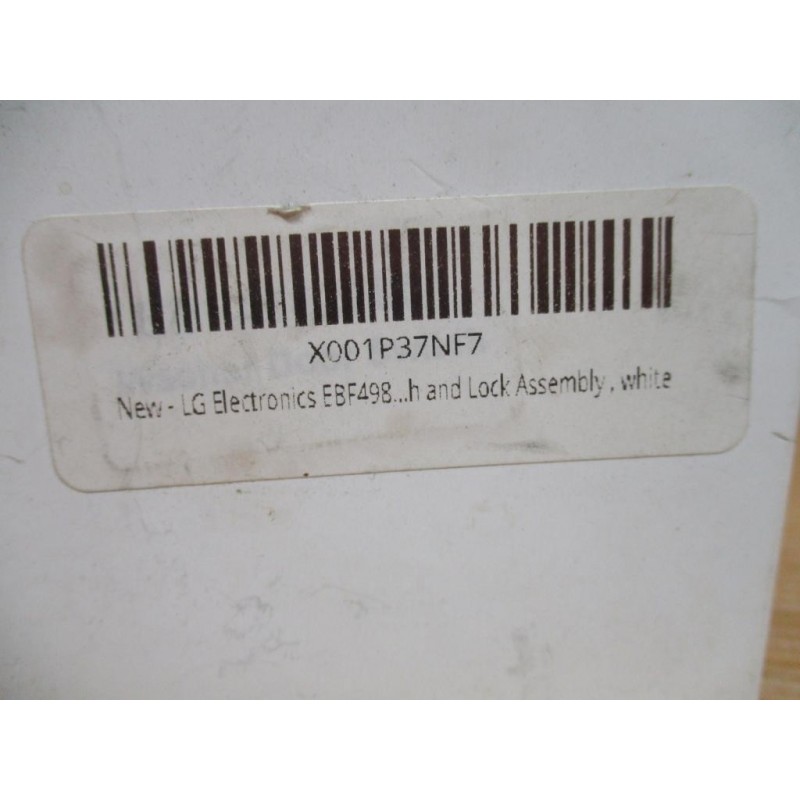 X001P37NF7
New - LG Electronics EBF498...h and Lock Assembly , white